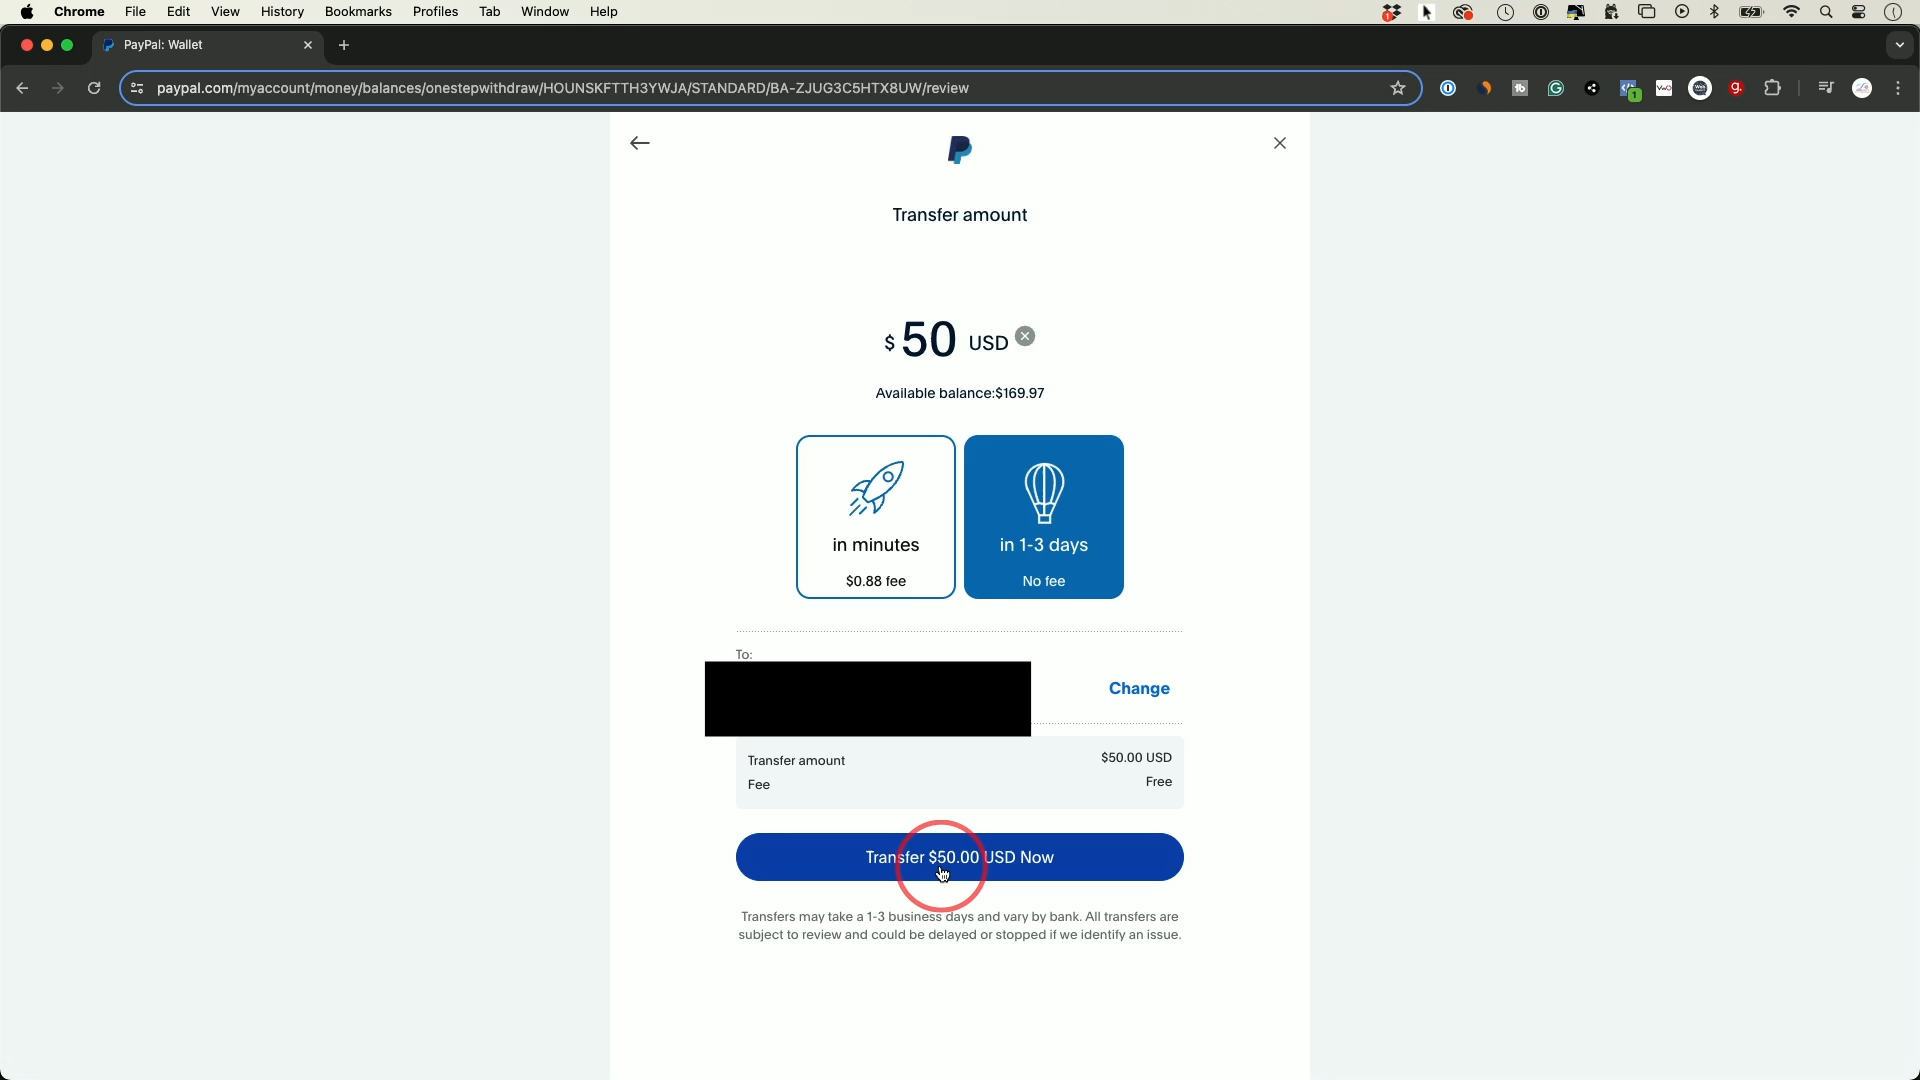 Chrome File Edit View History Bookmarks Profiles Tab Window Help
PayPal: Wallet
paypal.com/myaccount/money/balances/onestepwithdraw/HOUNSKFTTH3YWJA/STANDARD/BA-ZJUG3C5HTX8UW/review
Transfer amount
$ 50 USD
Available balance:$169.97
in minutes
$0.88 fee
in 1-3 days
No fee
To:
Change
Transfer amount $50.00 USD
Fee Free
Transfer $50.00 USD Now
Transfers may take a 1-3 business days and vary by bank. All transfers are
subject to review and could be delayed or stopped if we identify an issue.